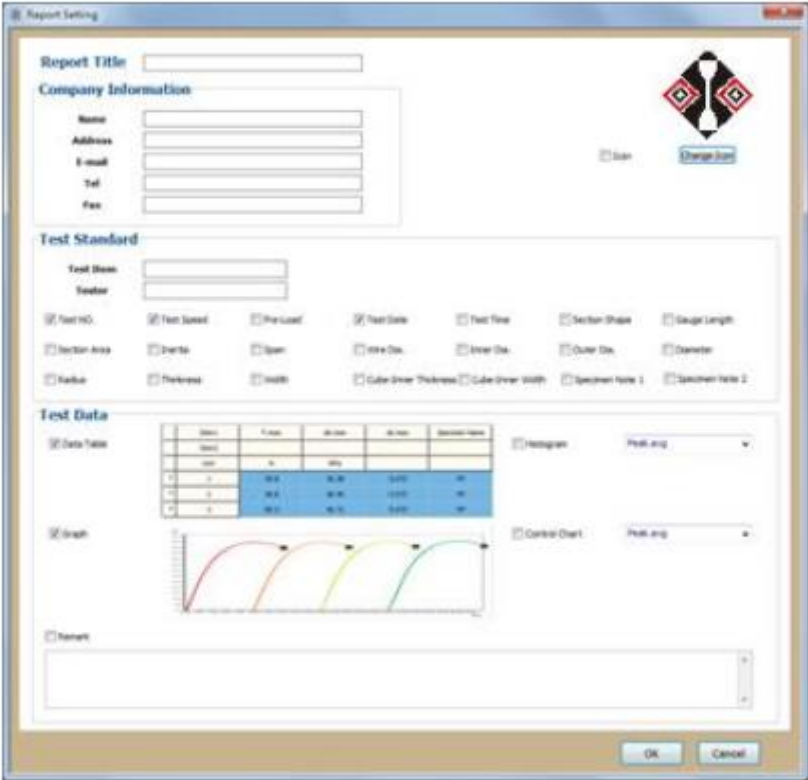 Report Setting
Report Title
Company Information
Name
Address
E-mail
Tel
Fax
Icon
Change Icon
Test Standard
Test Item
Tester
Test NO. Test Speed Pre-Load Test Date Test Time Section Shape Gauge Length
Section Area Inertia Span Wire Dia. Inner Dia. Outer Dia. Diameter
Radius Thickness Width Cube Inner Thickness Cube Inner Width Specimen Note 1 Specimen Note 2
Test Data
Data Table
Specimen Name
Histogram Peak.avg
Graph
Control Chart Peak.avg
Remark
OK Cancel